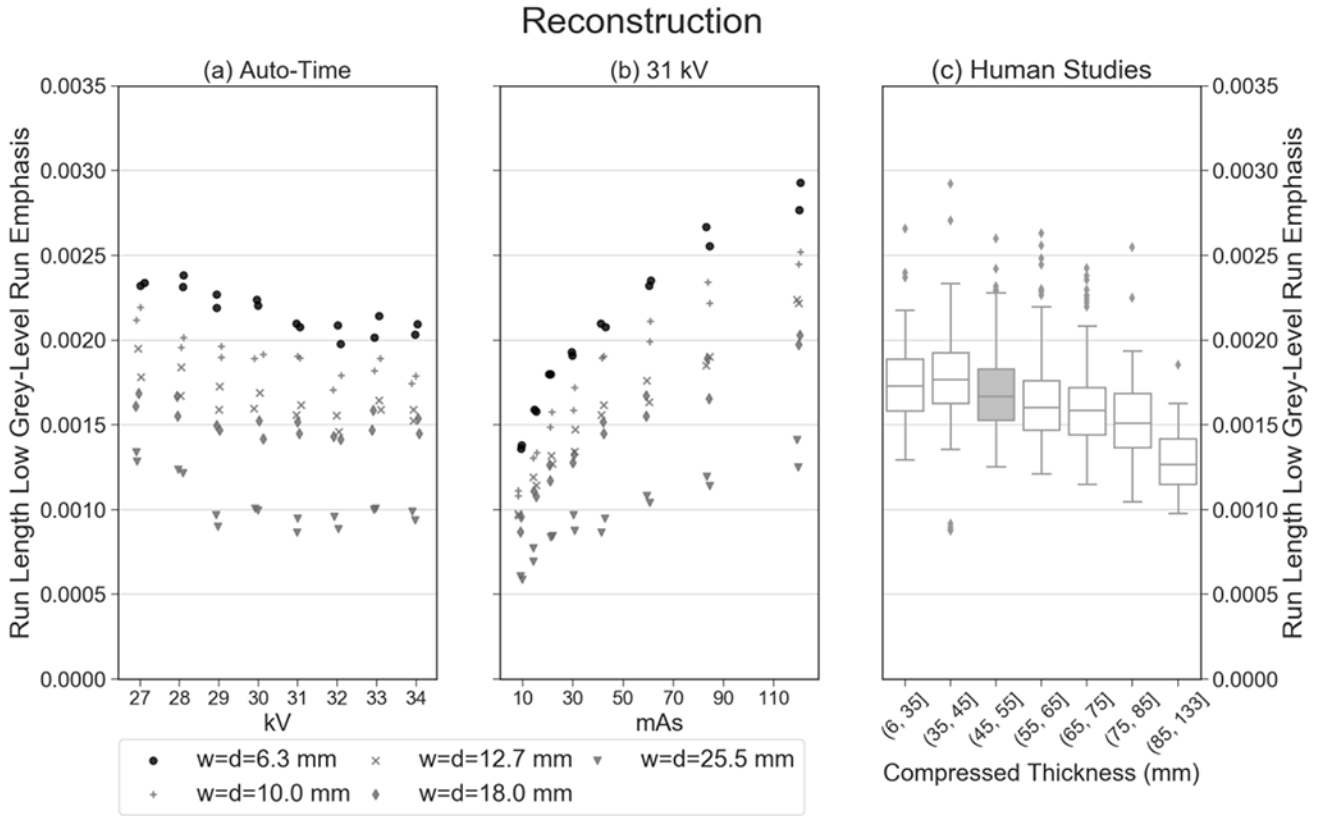 Reconstruction
(a) Auto-Time
(b) 31 kV
(c) Human Studies
Run Length Low Grey-Level Run Emphasis
0.0035
0.0030
0.0025
0.0020
0.0015
0.0010
0.0005
0.0000
27 28 29 30 31 32 33 34
kV
10 30 50 70 90 110
mAs
0.0035
0.0030
0.0025
0.0020
0.0015
0.0010
0.0005
0.0000
Run Length Low Grey-Level Run Emphasis
(6, 35] (35, 45] (45, 55] (55, 65] (65, 75] (75, 85] (85, 133]
Compressed Thickness (mm)
w=d=6.3 mm w=d=12.7 mm w=d=25.5 mm
w=d=10.0 mm w=d=18.0 mm